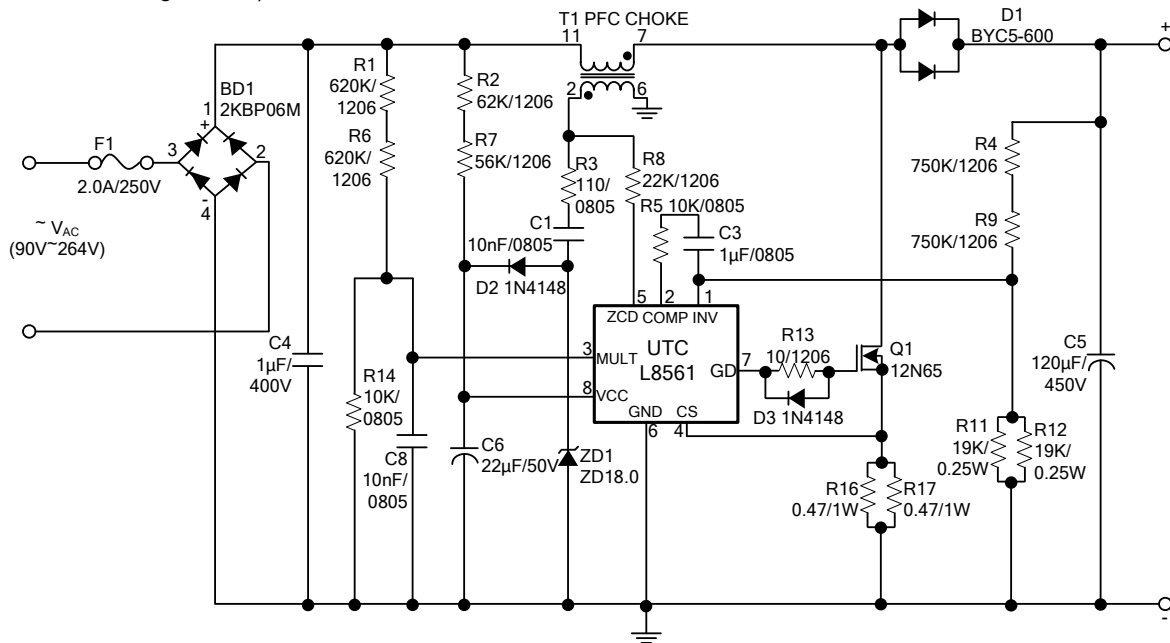 T1 PFC CHOKE
11
7
2
6
D1
BYC5-600
+
BD1
2KBP06M
1
+
3
2
-
4
F1
2.0A/250V
~ VAC
(90V~264V)
R1
620K/
1206
R6
620K/
1206
R2
62K/1206
R7
56K/1206
R3
110/
0805
R8
22K/1206
R5 10K/0805
C1
10nF/0805
C3
1µF/0805
D2 1N4148
R4
750K/1206
R9
750K/1206
5
2
1
ZCD
COMP
INV
3
MULT
UTC
L8561
8
VCC
GD
7
GND
CS
6
4
R13
10/1206
D3 1N4148
Q1
12N65
C5
120µF/
450V
C4
1µF/
400V
R14
10K/
0805
C8
10nF/
0805
C6
22µF/50V
ZD1
ZD18.0
R16
0.47/1W
R17
0.47/1W
R11
19K/
0.25W
R12
19K/
0.25W
-